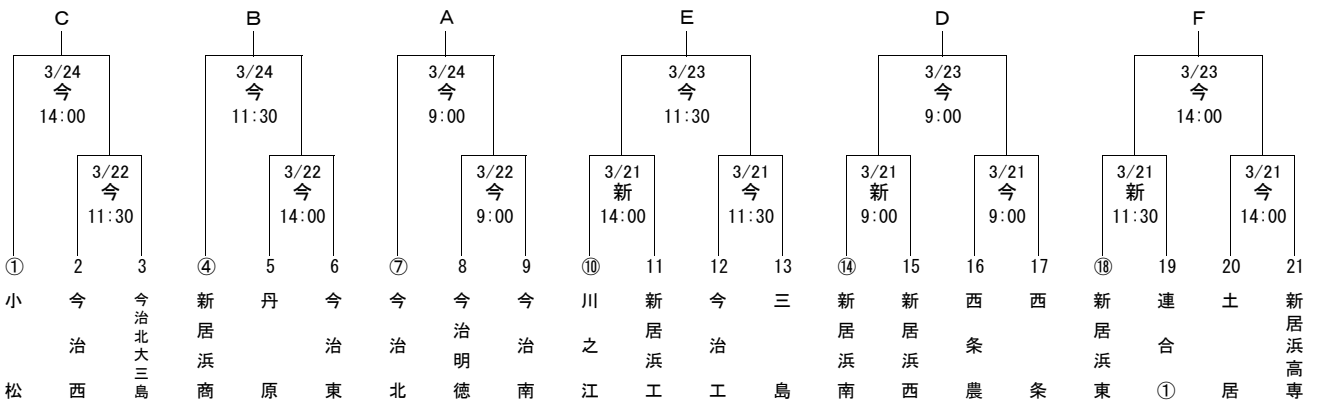 C
B
A
E
D
F
3/24
今
14:00
3/24
今
11:30
3/24
今
9:00
3/23
今
11:30
3/23
今
9:00
3/23
今
14:00
3/22
今
11:30
3/22
今
14:00
3/22
今
9:00
3/21
新
14:00
3/21
今
11:30
3/21
新
9:00
3/21
今
9:00
3/21
新
11:30
3/21
今
14:00
①
2
3
④
5
6
⑦
8
9
⑩
11
12
13
⑭
15
16
17
⑱
19
20
21
小松
今治西
今治北大三島
新居浜商
丹原
今治東
今治北
今治明徳
今治南
川之江
新居浜工
今治工
三島
新居浜南
新居浜西
西条農
西条
新居浜東
連合①
土居
新居浜高専